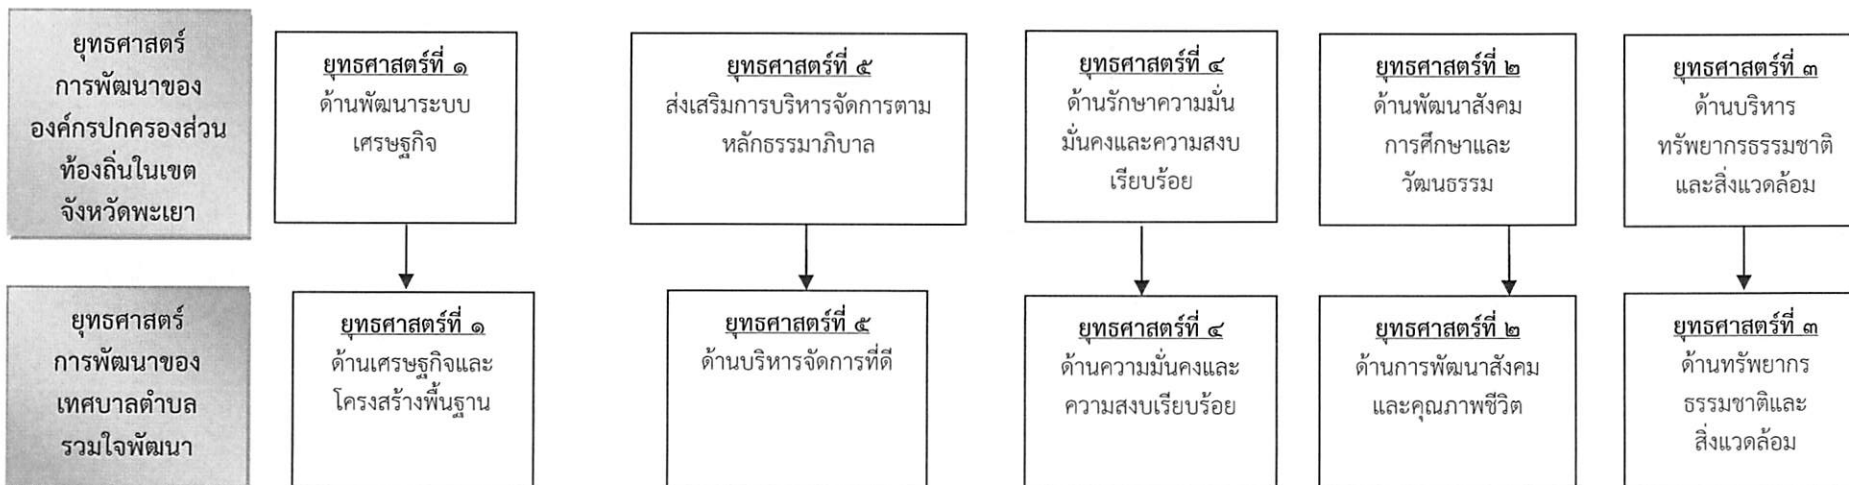 ยุทธศาสตร์
การพัฒนาของ
องค์กรปกครองส่วน
ท้องถิ่นในเขต
จังหวัดพะเยา
ยุทธศาสตร์ที่ ๑
ด้านพัฒนาระบบ
เศรษฐกิจ
ยุทธศาสตร์ที่ ๕
ส่งเสริมการบริหารจัดการตาม
หลักธรรมาภิบาล
ยุทธศาสตร์ที่ ๔
ด้านรักษาความมั่น
มั่นคงและความสงบ
เรียบร้อย
ยุทธศาสตร์ที่ ๒
ด้านพัฒนาสังคม
การศึกษาและ
วัฒนธรรม
ยุทธศาสตร์ที่ ๓
ด้านบริหาร
ทรัพยากรธรรมชาติ
และสิ่งแวดล้อม
ยุทธศาสตร์
การพัฒนาของ
เทศบาลตำบล
รวมใจพัฒนา
ยุทธศาสตร์ที่ ๑
ด้านเศรษฐกิจและ
โครงสร้างพื้นฐาน
ยุทธศาสตร์ที่ ๕
ด้านบริหารจัดการที่ดี
ยุทธศาสตร์ที่ ๔
ด้านความมั่นคงและ
ความสงบเรียบร้อย
ยุทธศาสตร์ที่ ๒
ด้านการพัฒนาสังคม
และคุณภาพชีวิต
ยุทธศาสตร์ที่ ๓
ด้านทรัพยากร
ธรรมชาติและ
สิ่งแวดล้อม